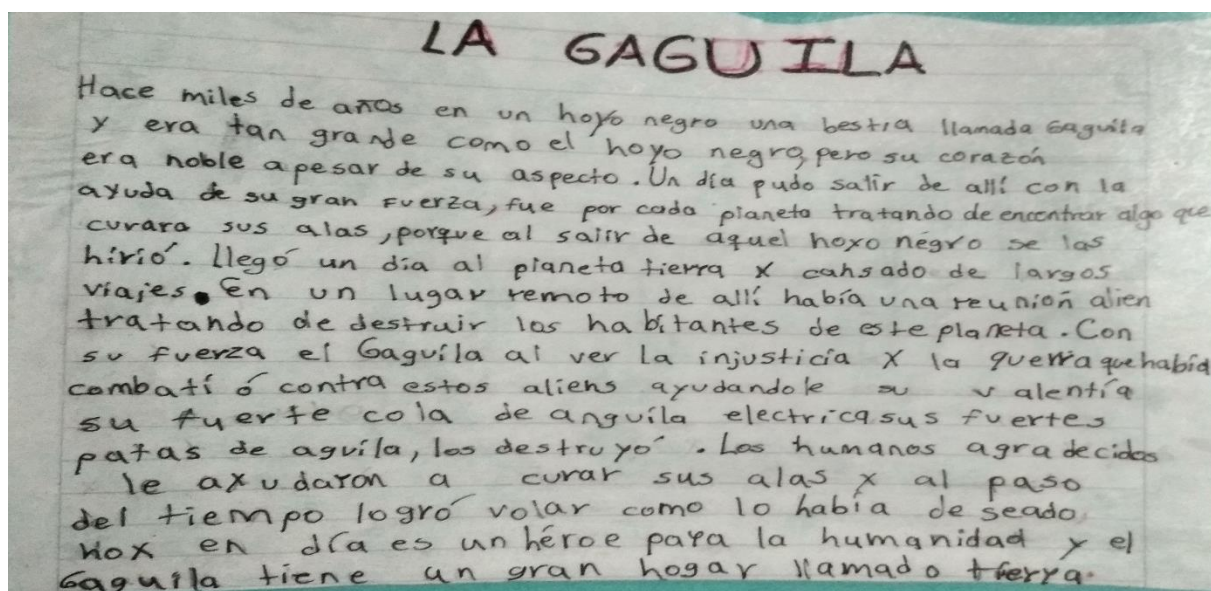 LA GAGUILA
Hace miles de años en un hoyo negro una bestia llamada Gaguila
y era tan grande como el hoyo negro, pero su corazón
era noble apesar de su aspecto. Un día pudo salir de allí con la
ayuda de su gran fuerza, fue por cada planeta tratando de encontrar algo que
curara sus alas, porque al salir de aquel hoyo negro se las
hirió. llegó un dia al planeta tierra y cansado de largos
viajes. en un lugar remoto de allí había una reunión alien
tratando de destruir los habitantes de este planeta. Con
su fuerza el Gaguila al ver la injusticia y la guerra que había
combatió contra estos aliens ayudandole su valentía
su fuerte cola de anguila electrica sus fuertes
patas de aguila, los destruyó. Los humanos agradecidos
le ayudaron a curar sus alas y al paso
del tiempo logró volar como lo había deseado,
Hoy en día es un héroe para la humanidad y el
Gaguila tiene un gran hogar llamado tierra.